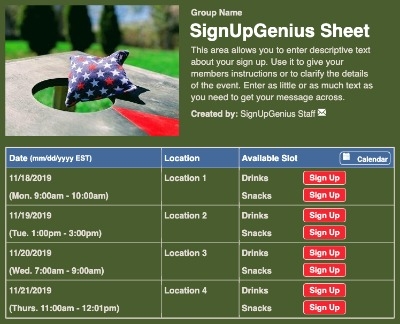 Group Name
SignUpGenius Sheet
This area allows you to enter descriptive text
about your sign up. Use it to give your
members instructions or to clarify the details
of the event. Enter as little or as much text as
you need to get your message across.
Created by: SignUpGenius Staff
Date (mm/dd/yyyy EST) Location Available Slot Calendar
11/18/2019 Location 1 Drinks Sign Up
(Mon. 9:00am - 10:00am) Snacks Sign Up
11/19/2019 Location 2 Drinks Sign Up
(Tue. 1:00pm - 3:00pm) Snacks Sign Up
11/20/2019 Location 3 Drinks Sign Up
(Wed. 7:00am - 9:00am) Snacks Sign Up
11/21/2019 Location 4 Drinks Sign Up
(Thurs. 11:00am - 12:01pm) Snacks Sign Up